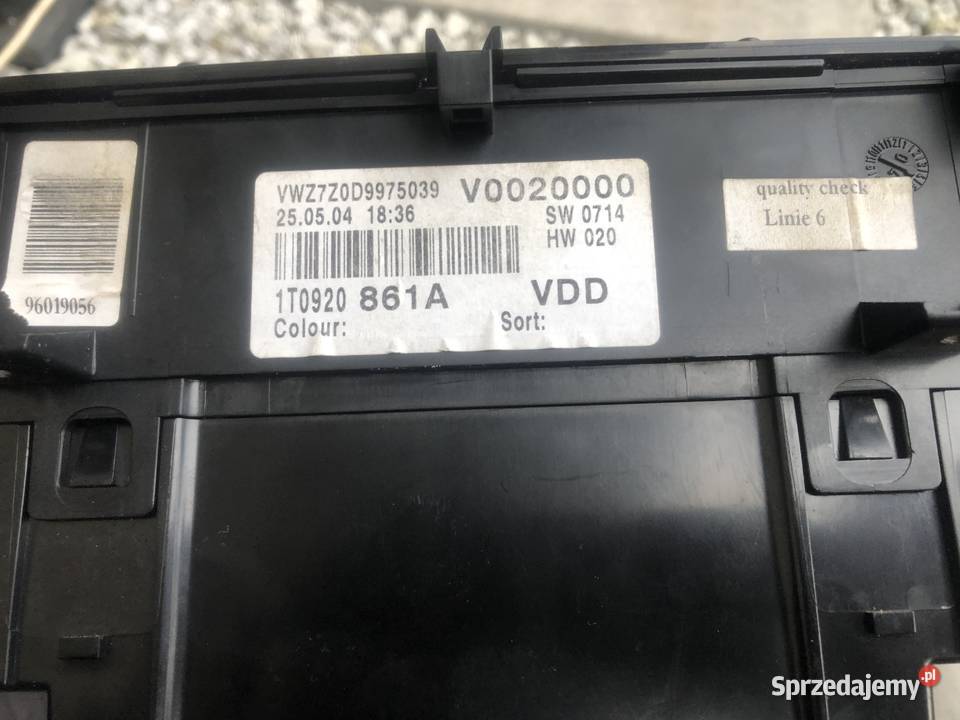 VWZ7Z0D9975039 V0020000
25.05.04 18:36 SW 0714
HW 020
1T0920 861A VDD
Colour: Sort:
96019056
quality check
Linie 6
Sprzedajemy.pl